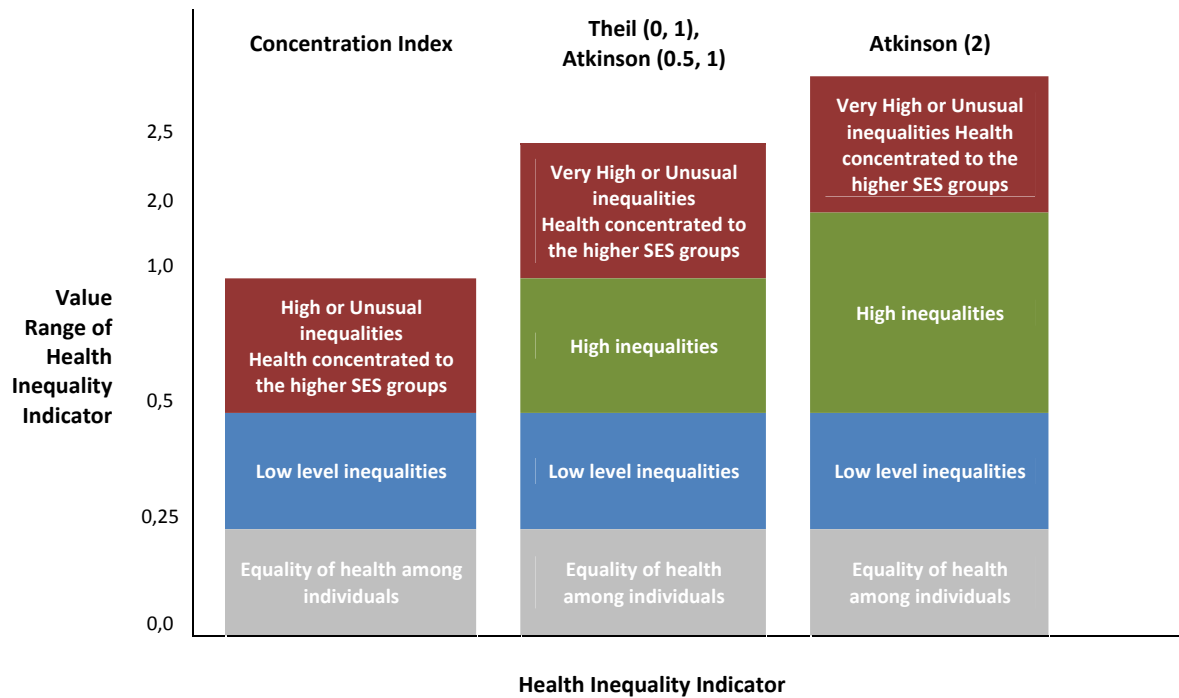 Concentration Index
Theil (0, 1),
Atkinson (0.5, 1)
Atkinson (2)
Value
Range of
Health
Inequality
Indicator
2,5
2,0
1,0
0,5
0,25
0,0
High or Unusual
inequalities
Health concentrated to
the higher SES groups
Low level inequalities
Equality of health among
individuals
Very High or Unusual
inequalities
Health concentrated to
the higher SES groups
High inequalities
Low level inequalities
Equality of health
among individuals
Very High or Unusual
inequalities Health
concentrated to the
higher SES groups
High inequalities
Low level inequalities
Equality of health
among individuals
Health Inequality Indicator